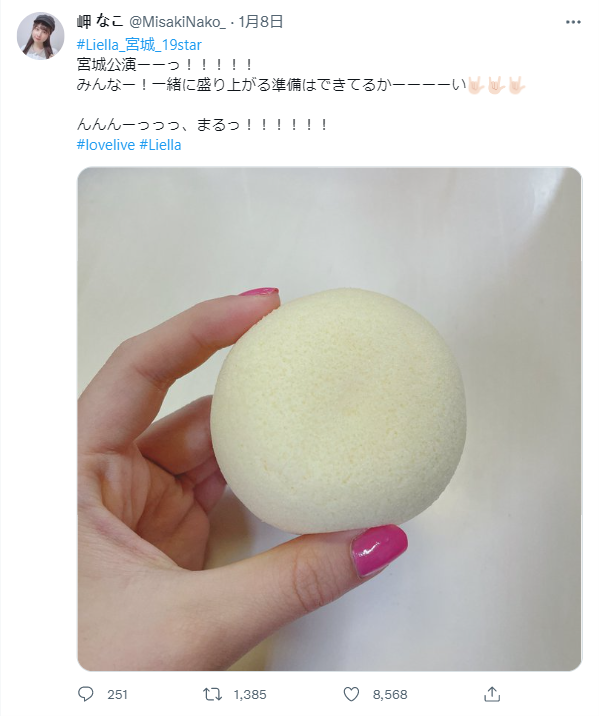 岬 なこ @MisakiNako_ · 1月8日
#Liella_宮城_19star
宮城公演ーーっ！！！！！
みんなー！一緒に盛り上がる準備はできてるかーーーーい🤟🏻🤟🏻🤟🏻
んんんーっっっ、まるっ！！！！！！
#lovelive #Liella
251
1,385
8,568